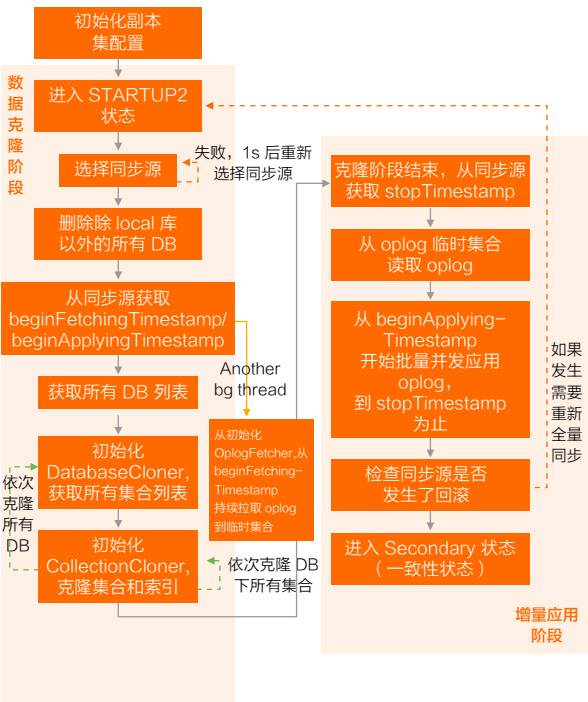 初始化副本
集配置
数
据
克
隆
阶
段
进入 STARTUP2
状态
选择同步源
失败，1s 后重新
选择同步源
删除除 local 库
以外的所有 DB
从同步源获取
beginFetchingTimestamp/
beginApplyingTimestamp
Another
bg thread
获取所有 DB 列表
从初始化
OplogFetcher,从
beginFetching-
Timestamp
持续拉取 oplog
到临时集合
初始化
DatabaseCloner,
获取所有集合列表
依次
克隆
所有
DB
初始化
CollectionCloner,
克隆集合和索引
依次克隆 DB
下所有集合
克隆阶段结束，从同步源
获取 stopTimestamp
从 oplog 临时集合
读取 oplog
从 beginApplying-
Timestamp
开始批量并发应用
oplog，
到 stopTimestamp
为止
如果
发生
需要
重新
全量
同步
检查同步源是否
发生了回滚
进入 Secondary 状态
（一致性状态）
增量应用
阶段